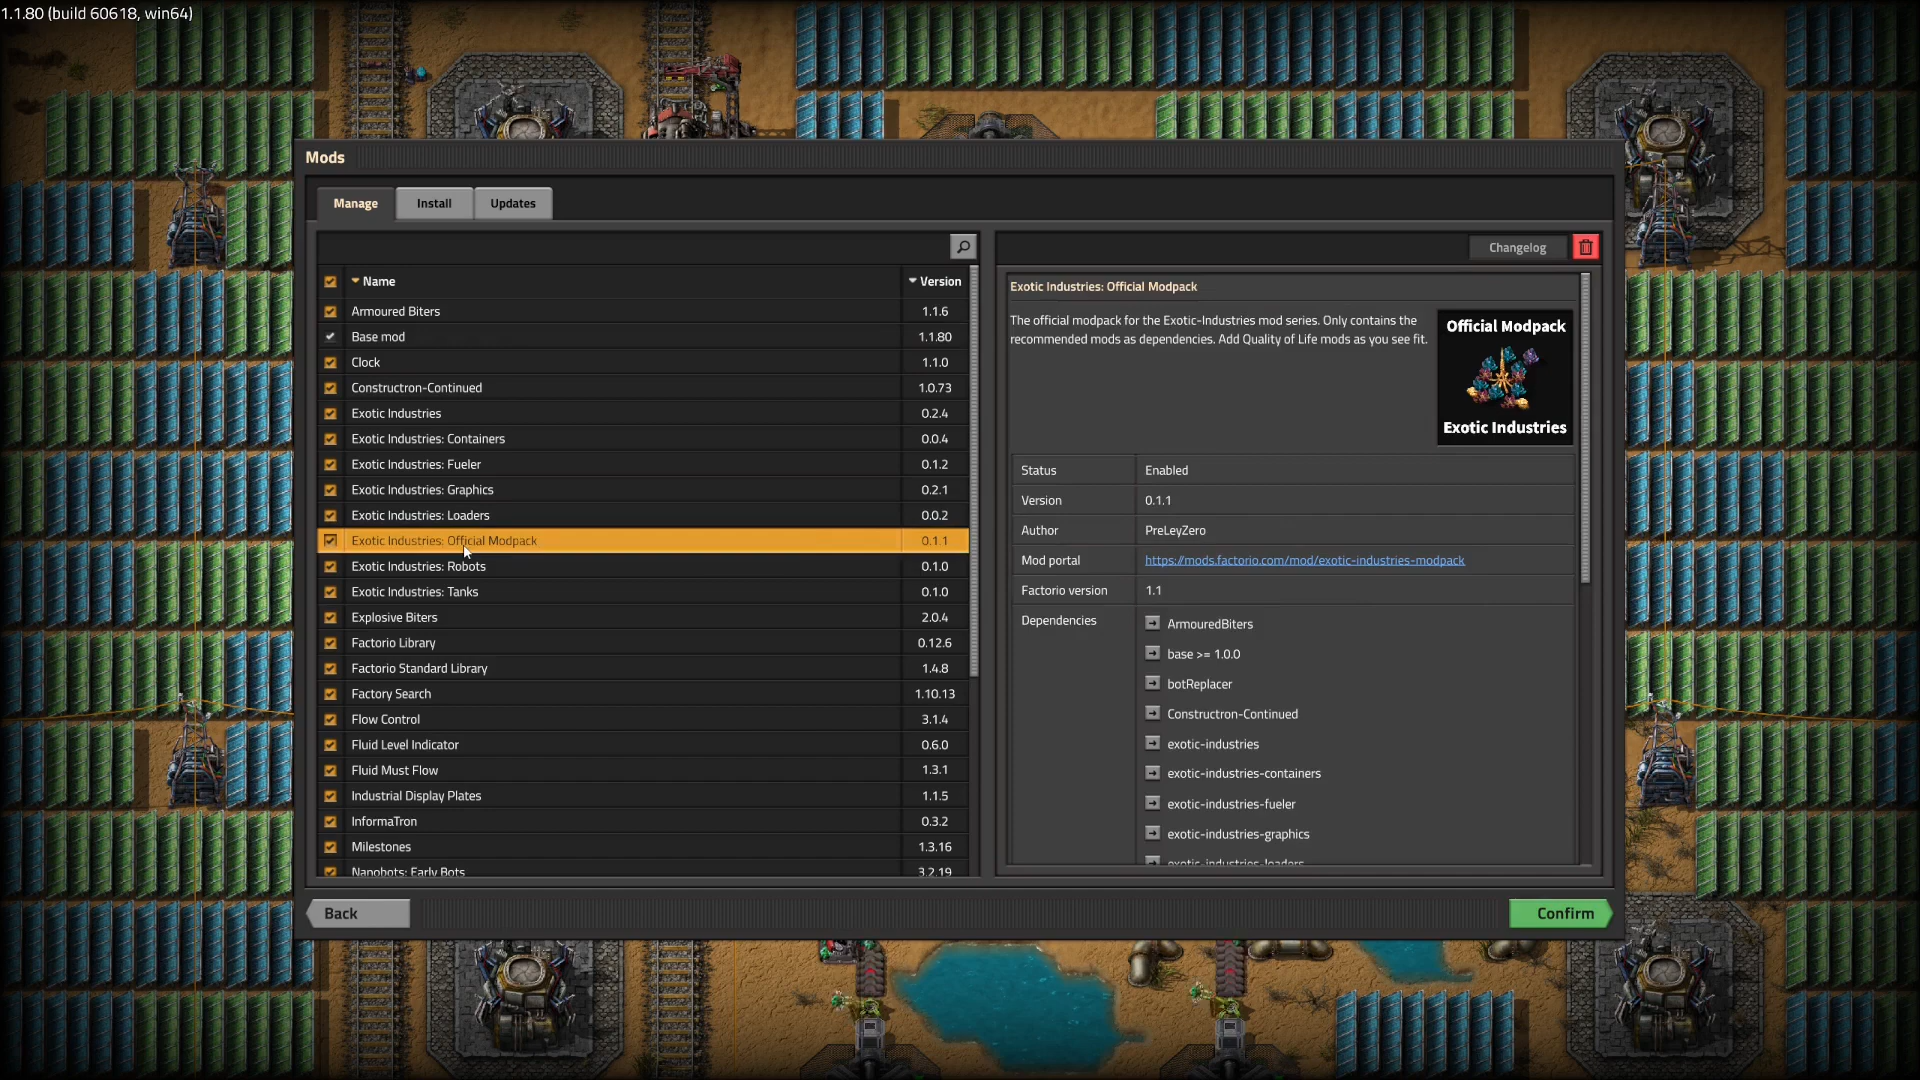 1.1.80 (build 60618, win64)
Mods
Manage
Install
Updates
Name
Version
Armoured Biters 1.1.6
Base mod 1.1.80
Clock 1.1.0
Constructron-Continued 1.0.73
Exotic Industries 0.2.4
Exotic Industries: Containers 0.0.4
Exotic Industries: Fueler 0.1.2
Exotic Industries: Graphics 0.2.1
Exotic Industries: Loaders 0.0.2
Exotic Industries: Official Modpack 0.1.1
Exotic Industries: Robots 0.1.0
Exotic Industries: Tanks 0.1.0
Explosive Biters 2.0.4
Factorio Library 0.12.6
Factorio Standard Library 1.4.8
Factory Search 1.10.13
Flow Control 3.1.4
Fluid Level Indicator 0.6.0
Fluid Must Flow 1.3.1
Industrial Display Plates 1.1.5
InformaTron 0.3.2
Milestones 1.3.16
Nanobots: Early Bots 3.2.19
Changelog
Exotic Industries: Official Modpack
The official modpack for the Exotic-Industries mod series. Only contains the
recommended mods as dependencies. Add Quality of Life mods as you see fit.
Official Modpack
Exotic Industries
Status Enabled
Version 0.1.1
Author PreLeyZero
Mod portal https://mods.factorio.com/mod/exotic-industries-modpack
Factorio version 1.1
Dependencies
ArmouredBiters
base >= 1.0.0
botReplacer
Constructron-Continued
exotic-industries
exotic-industries-containers
exotic-industries-fueler
exotic-industries-graphics
exotic-industries-loaders
Back
Confirm